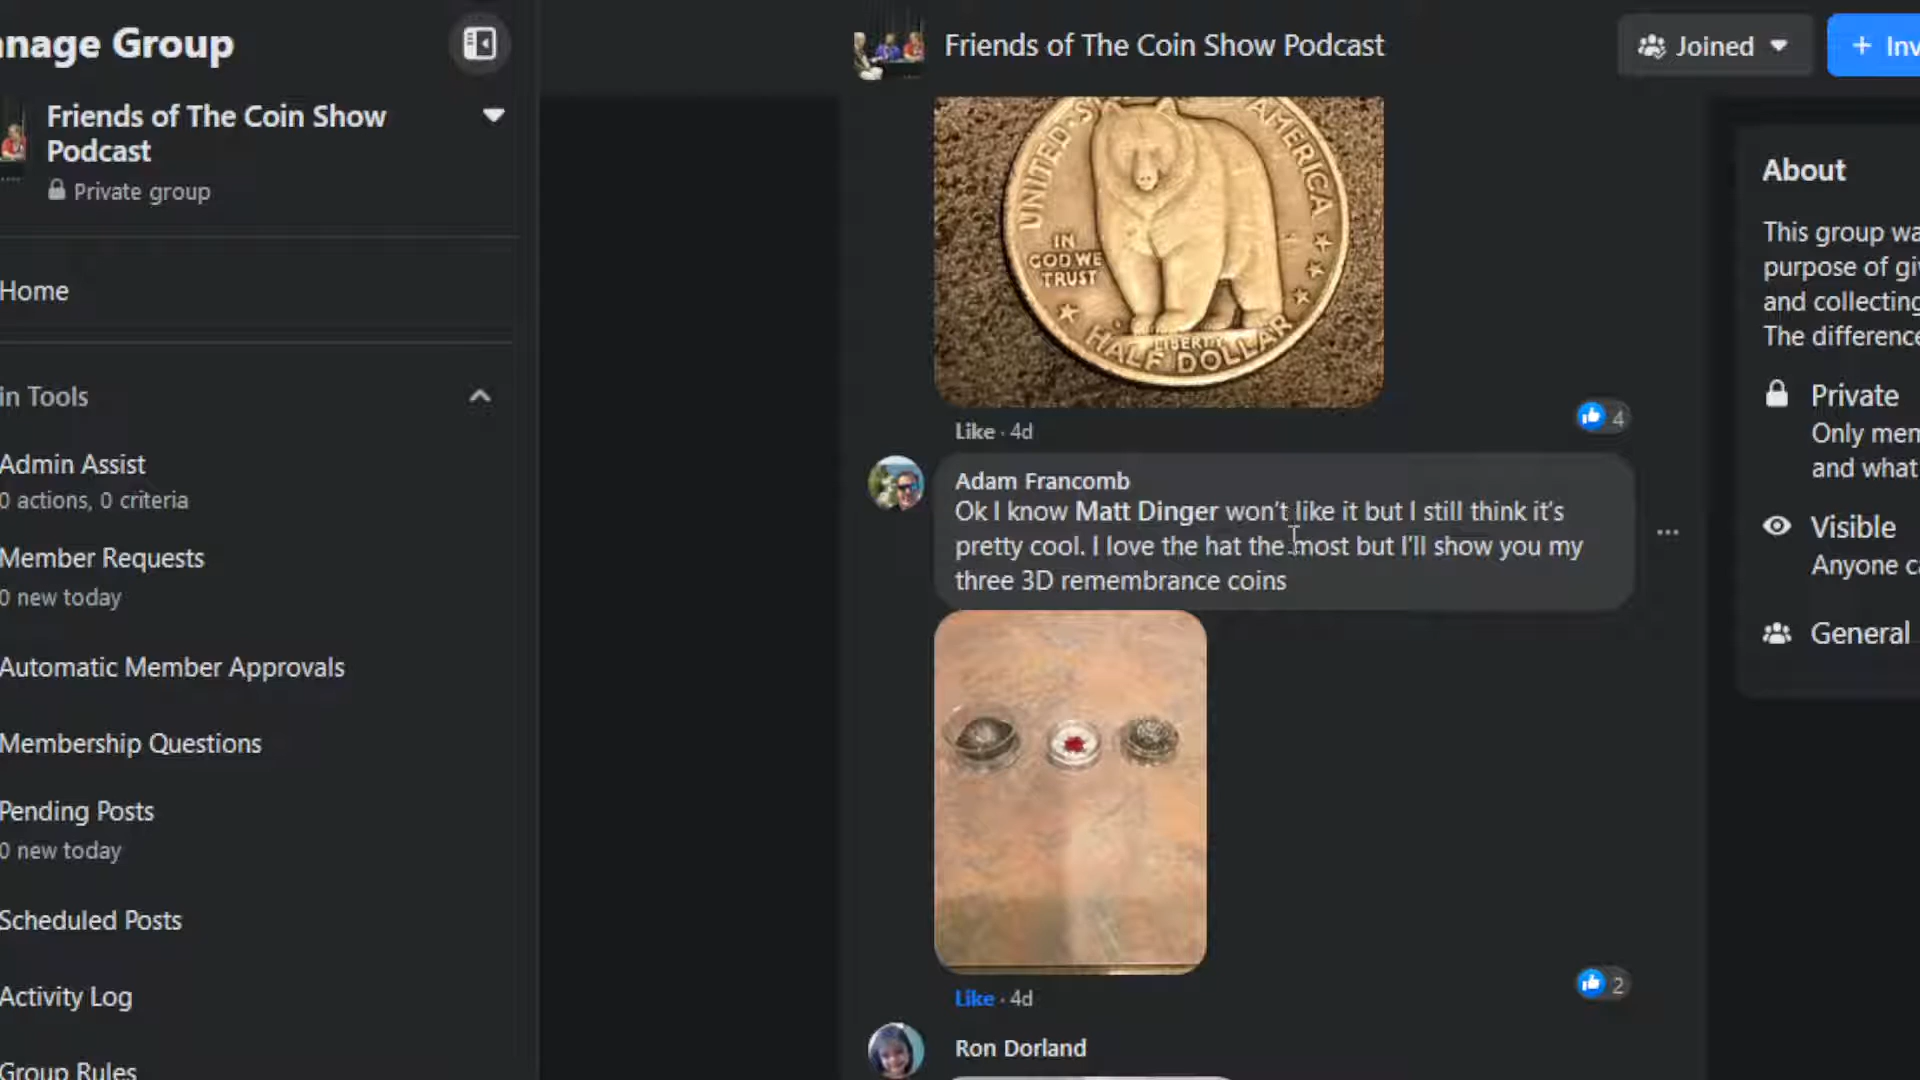 anage Group
Friends of The Coin Show
Podcast
Private group
Home
in Tools
Admin Assist
0 actions, 0 criteria
Member Requests
0 new today
Automatic Member Approvals
Membership Questions
Pending Posts
0 new today
Scheduled Posts
Activity Log
Group Rules
Friends of The Coin Show Podcast
Joined
+ Inv
UNITED S
AMERICA
IN
GOD WE
TRUST
LIBERTY
HALF DOLLAR
Like · 4d
4
Adam Francomb
Ok I know Matt Dinger won't like it but I still think it's
pretty cool. I love the hat the most but I'll show you my
three 3D remembrance coins
Like · 4d
2
Ron Dorland
About
This group wa
purpose of gi
and collecting
The difference
Private
Only mem
and what
Visible
Anyone ca
General